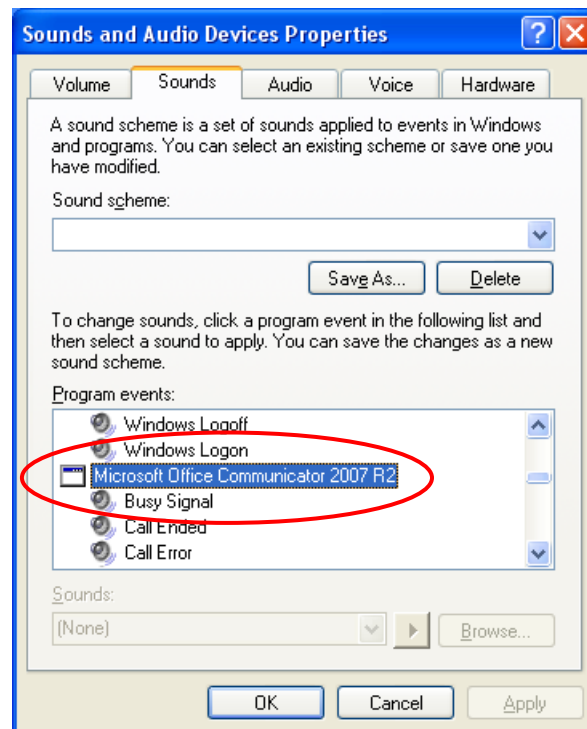 Sounds and Audio Devices Properties
Volume Sounds Audio Voice Hardware
A sound scheme is a set of sounds applied to events in Windows
and programs. You can select an existing scheme or save one you
have modified.
Sound scheme:
Save As... Delete
To change sounds, click a program event in the following list and
then select a sound to apply. You can save the changes as a new
sound scheme.
Program events:
Windows Logoff
Windows Logon
Microsoft Office Communicator 2007 R2
Busy Signal
Call Ended
Call Error
Sounds:
(None) Browse...
OK Cancel Apply